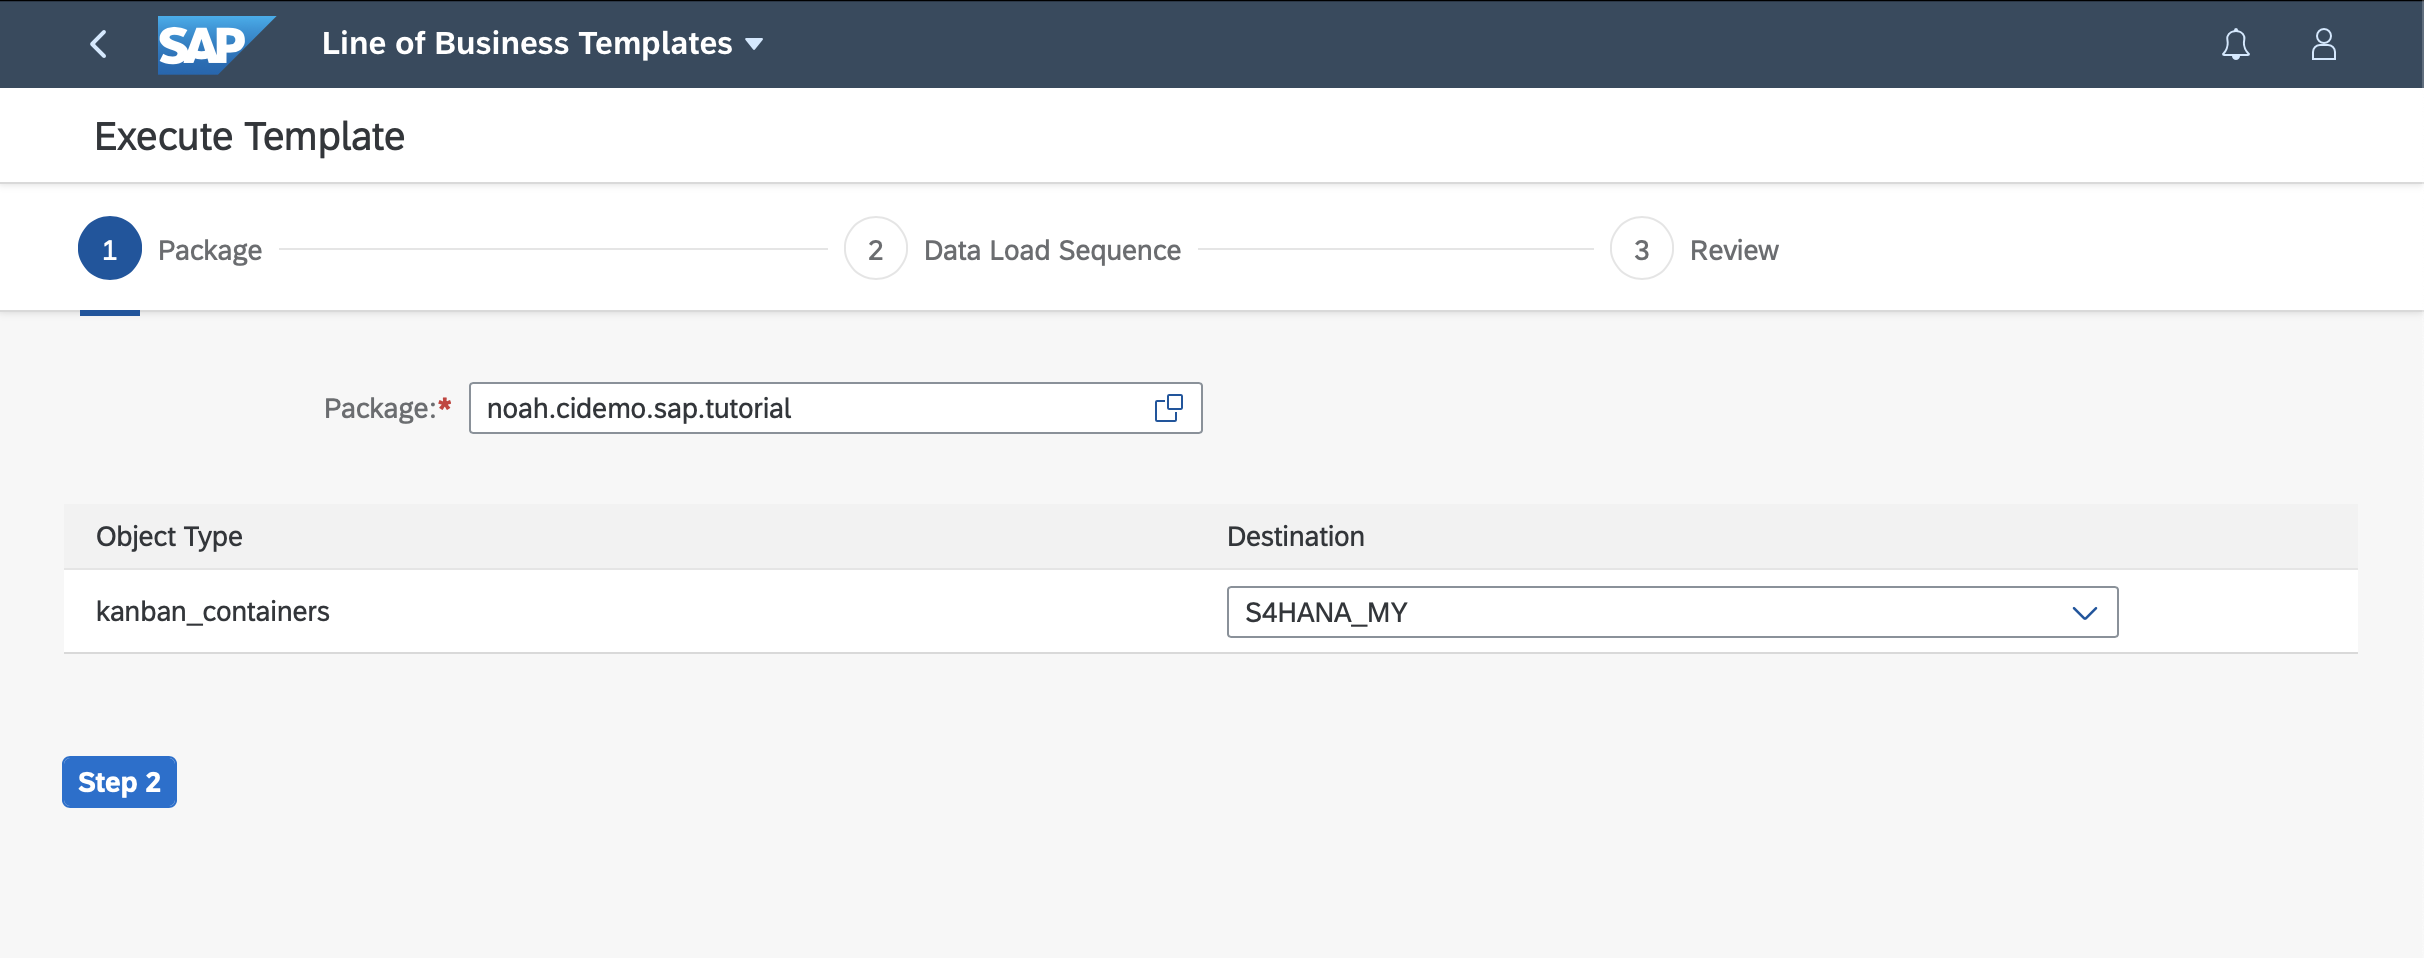 SAP Line of Business Templates
Execute Template
1 Package 2 Data Load Sequence 3 Review
Package:* noah.cidemo.sap.tutorial
Object Type Destination
kanban_containers S4HANA_MY
Step 2